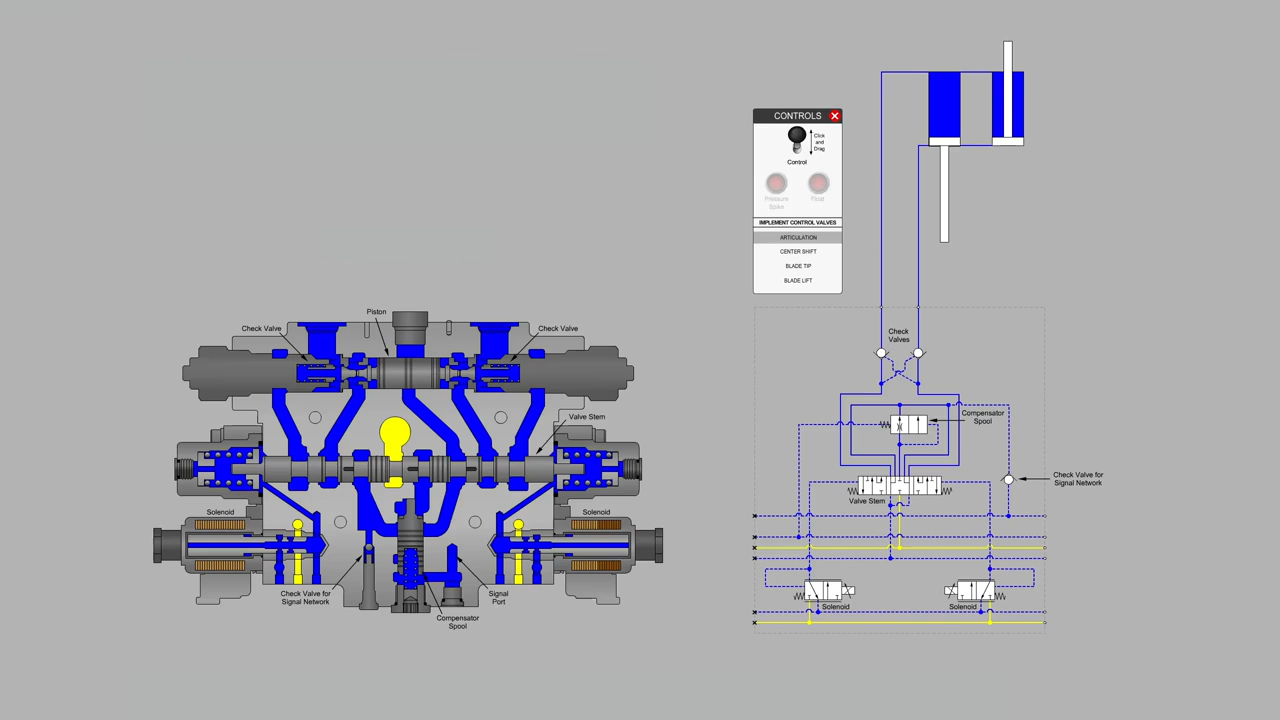 CONTROLS
Click
and
Drag
Control
Pressure
Spike
Float
IMPLEMENT CONTROL VALVES
ARTICULATION
CENTER SHIFT
BLADE TIP
BLADE LIFT
Piston
Check Valve
Check Valve
Valve Stem
Solenoid
Solenoid
Check Valve for
Signal Network
Signal
Port
Compensator
Spool
Check
Valves
Compensator
Spool
Check Valve for
Signal Network
Valve Stem
Solenoid
Solenoid